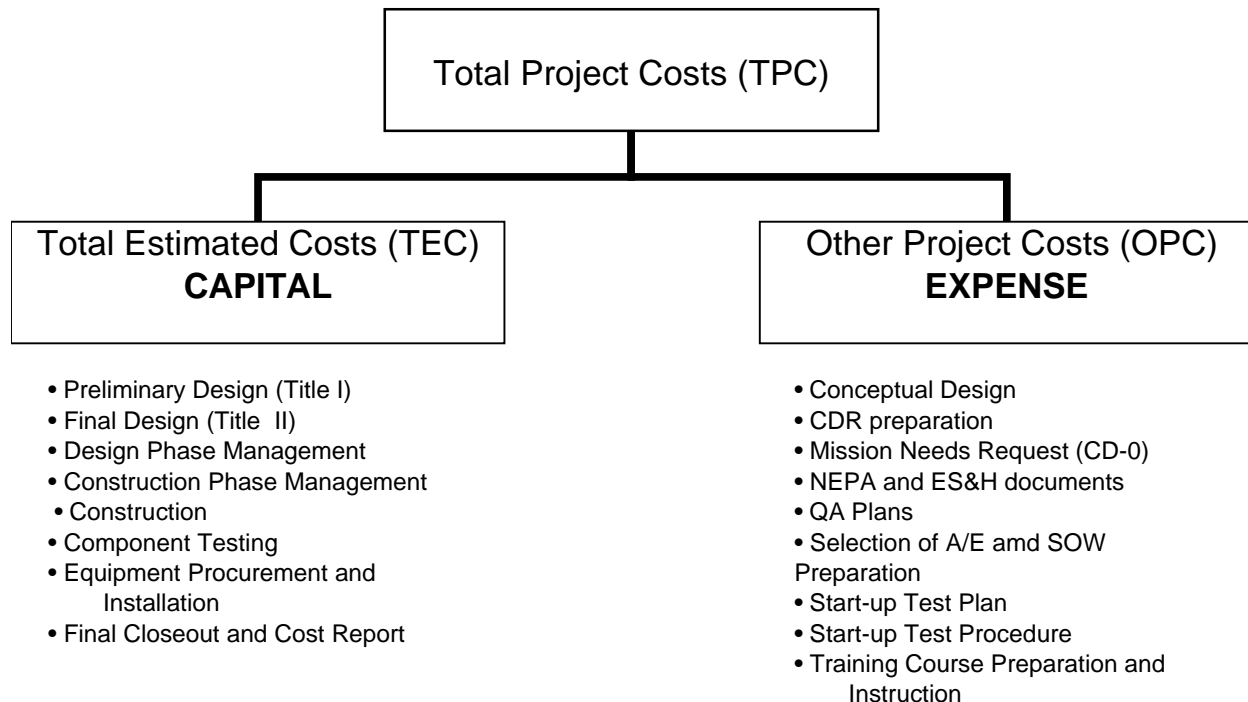 Total Project Costs (TPC)
Total Estimated Costs (TEC)
CAPITAL
• Preliminary Design (Title I)
• Final Design (Title  II)
• Design Phase Management
• Construction Phase Management
• Construction
• Component Testing
• Equipment Procurement and
Installation
• Final Closeout and Cost Report
Other Project Costs (OPC)
EXPENSE
• Conceptual Design
• CDR preparation
• Mission Needs Request (CD-0)
• NEPA and ES&H documents
• QA Plans
• Selection of A/E amd SOW
Preparation
• Start-up Test Plan
• Start-up Test Procedure
• Training Course Preparation and
Instruction